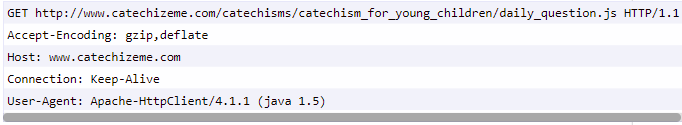 GET http://www.catechizeme.com/catechisms/catechism_for_young_children/daily_question.js HTTP/1.1
Accept-Encoding: gzip,deflate
Host: www.catechizeme.com
Connection: Keep-Alive
User-Agent: Apache-HttpClient/4.1.1 (java 1.5)